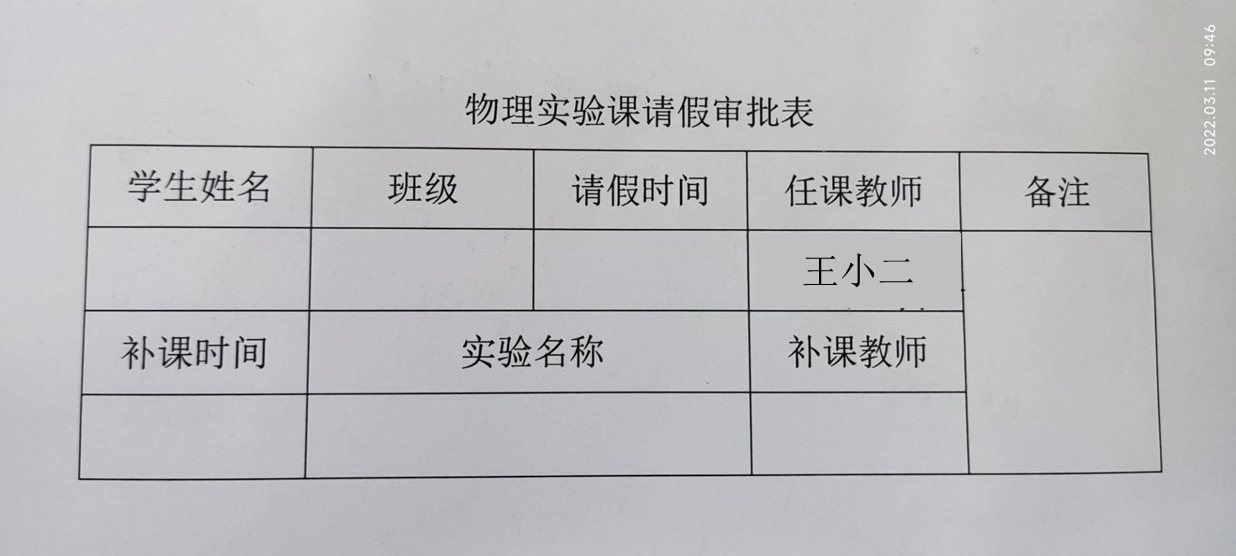 2022.03.11 09:46
物理实验课请假审批表
学生姓名 班级 请假时间 任课教师 备注
王小二
补课时间 实验名称 补课教师